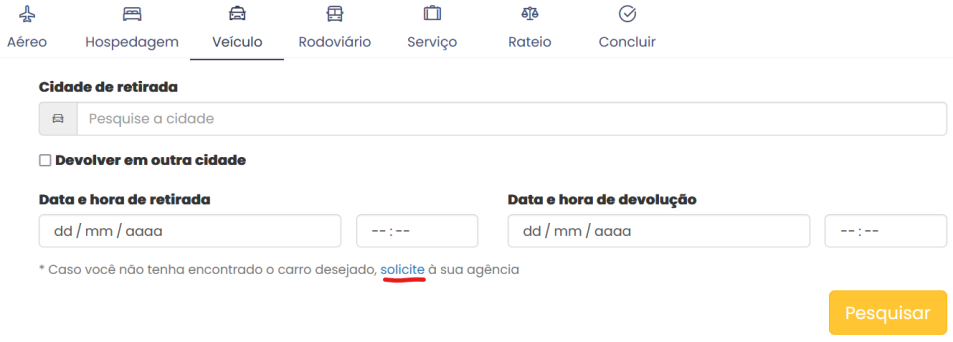 Aéreo Hospedagem Veículo Rodoviário Serviço Rateio Concluir
Cidade de retirada
Pesquise a cidade
Devolver em outra cidade
Data e hora de retirada Data e hora de devolução
dd / mm / aaaa -- : -- dd / mm / aaaa -- : --
* Caso você não tenha encontrado o carro desejado, solicite à sua agência
Pesquisar